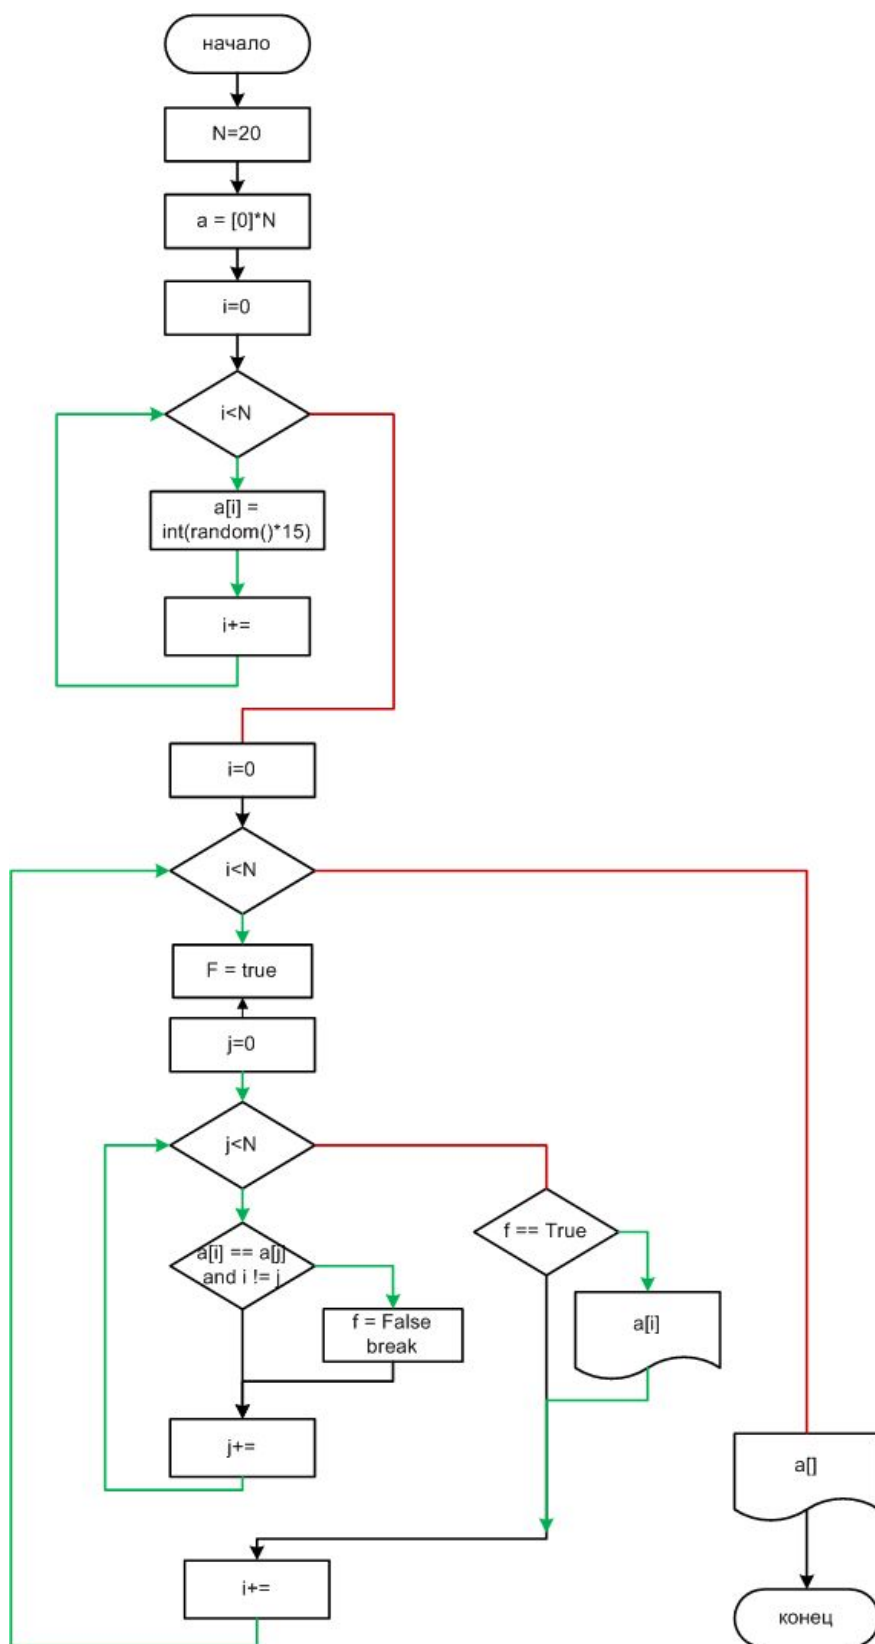 начало
N=20
a = [0]*N
i=0
i<N
a[i] =
int(random()*15)
i+=
i=0
i<N
F = true
j=0
j<N
f == True
a[i] == a[j]
and i != j
f = False
break
a[i]
j+=
a[]
i+=
конец